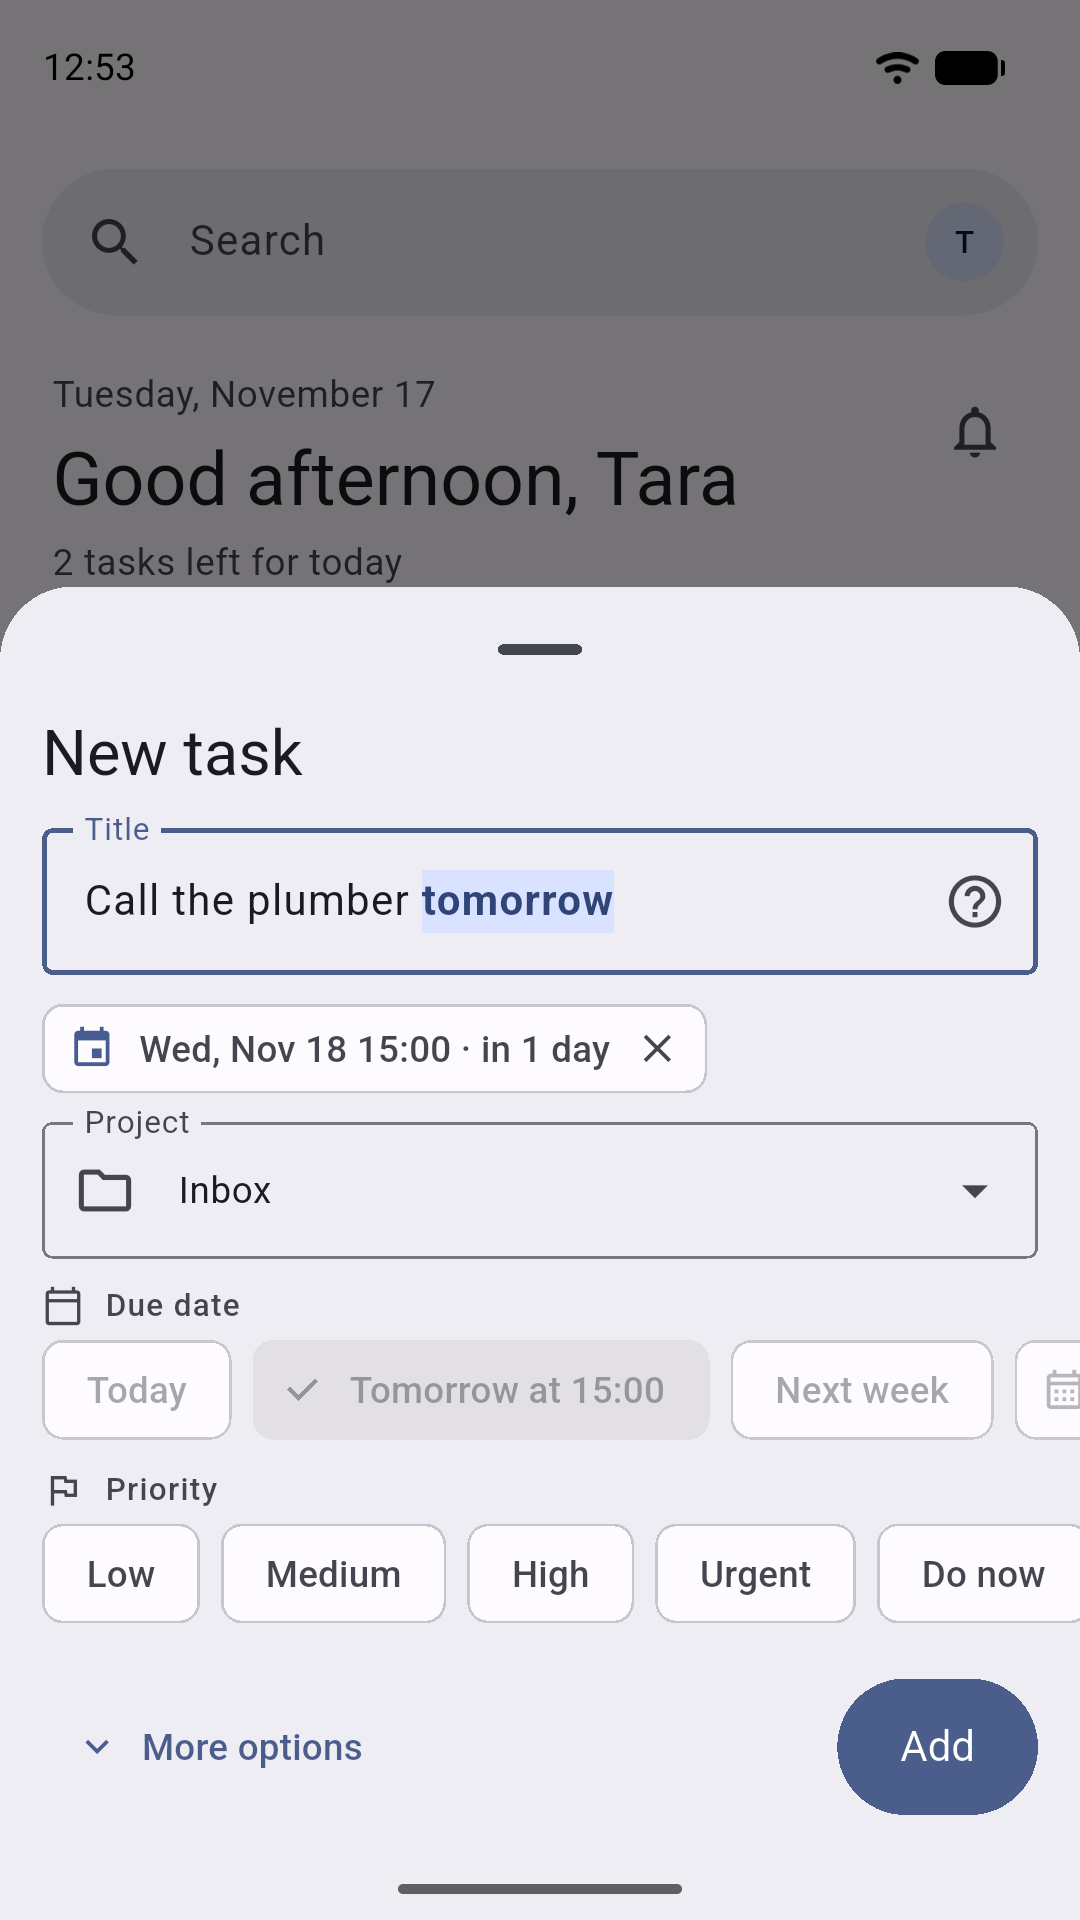 12:53
Search
T
Tuesday, November 17
Good afternoon, Tara
2 tasks left for today
New task
Title
Call the plumber tomorrow
Wed, Nov 18 15:00 · in 1 day
Project
Inbox
Due date
Today
Tomorrow at 15:00
Next week
Priority
Low
Medium
High
Urgent
Do now
More options
Add